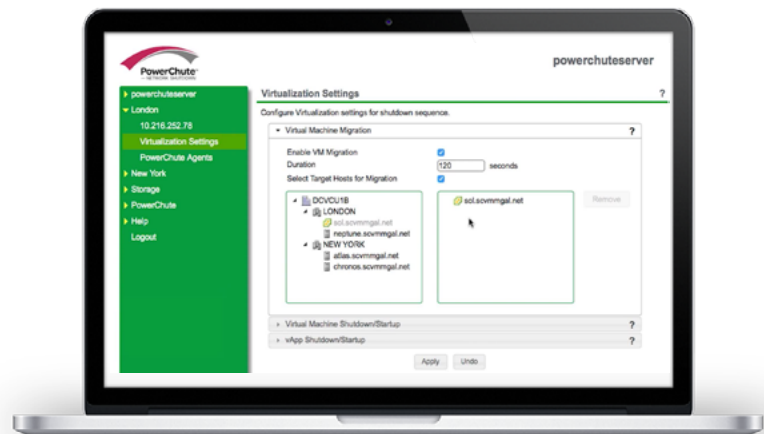 PowerChute
NETWORK SHUTDOWN
powerchuteserver
powerchuteserver
London
10.216.252.78
Virtualization Settings
PowerChute Agents
New York
Storage
PowerChute
Help
Logout
Virtualization Settings ?
Configure Virtualization settings for shutdown sequence.
Virtual Machine Migration ?
Enable VM Migration
Duration 120 seconds
Select Target Hosts for Migration
DCVCU1B
LONDON
sol.scvmmgal.net
neptune.scvmmgal.net
NEW YORK
atlas.scvmmgal.net
chronos.scvmmgal.net
sol.scvmmgal.net
Remove
Virtual Machine Shutdown/Startup ?
vApp Shutdown/Startup ?
Apply Undo